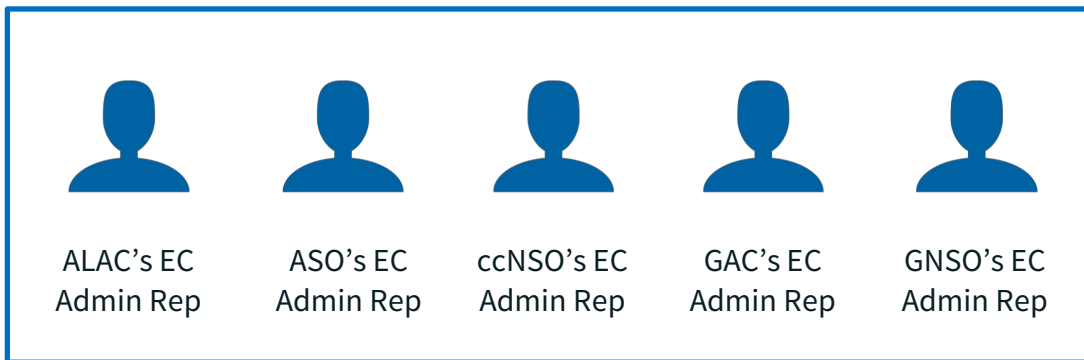 ALAC’s EC
Admin Rep
ASO’s EC
Admin Rep
ccNSO’s EC
Admin Rep
GAC’s EC
Admin Rep
GNSO’s EC
Admin Rep